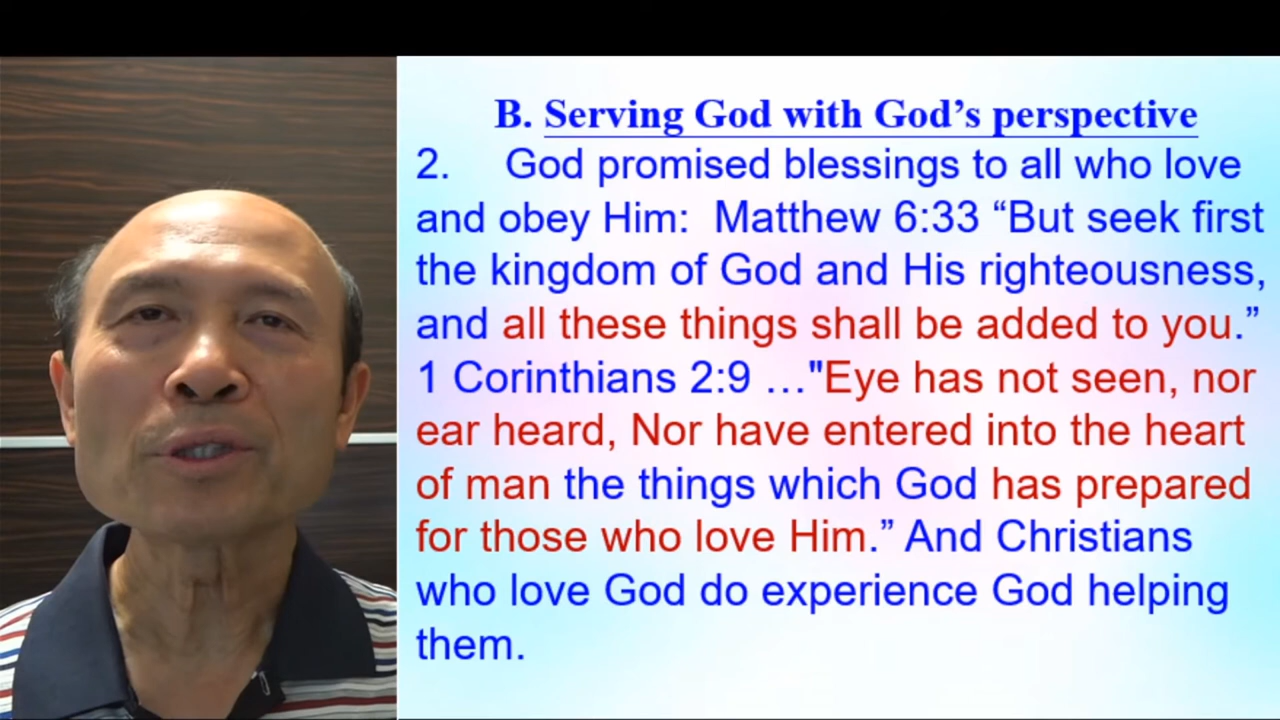 B. Serving God with God’s perspective
2. God promised blessings to all who love
and obey Him: Matthew 6:33 “But seek first
the kingdom of God and His righteousness,
and all these things shall be added to you.”
1 Corinthians 2:9 …"Eye has not seen, nor
ear heard, Nor have entered into the heart
of man the things which God has prepared
for those who love Him.” And Christians
who love God do experience God helping
them.